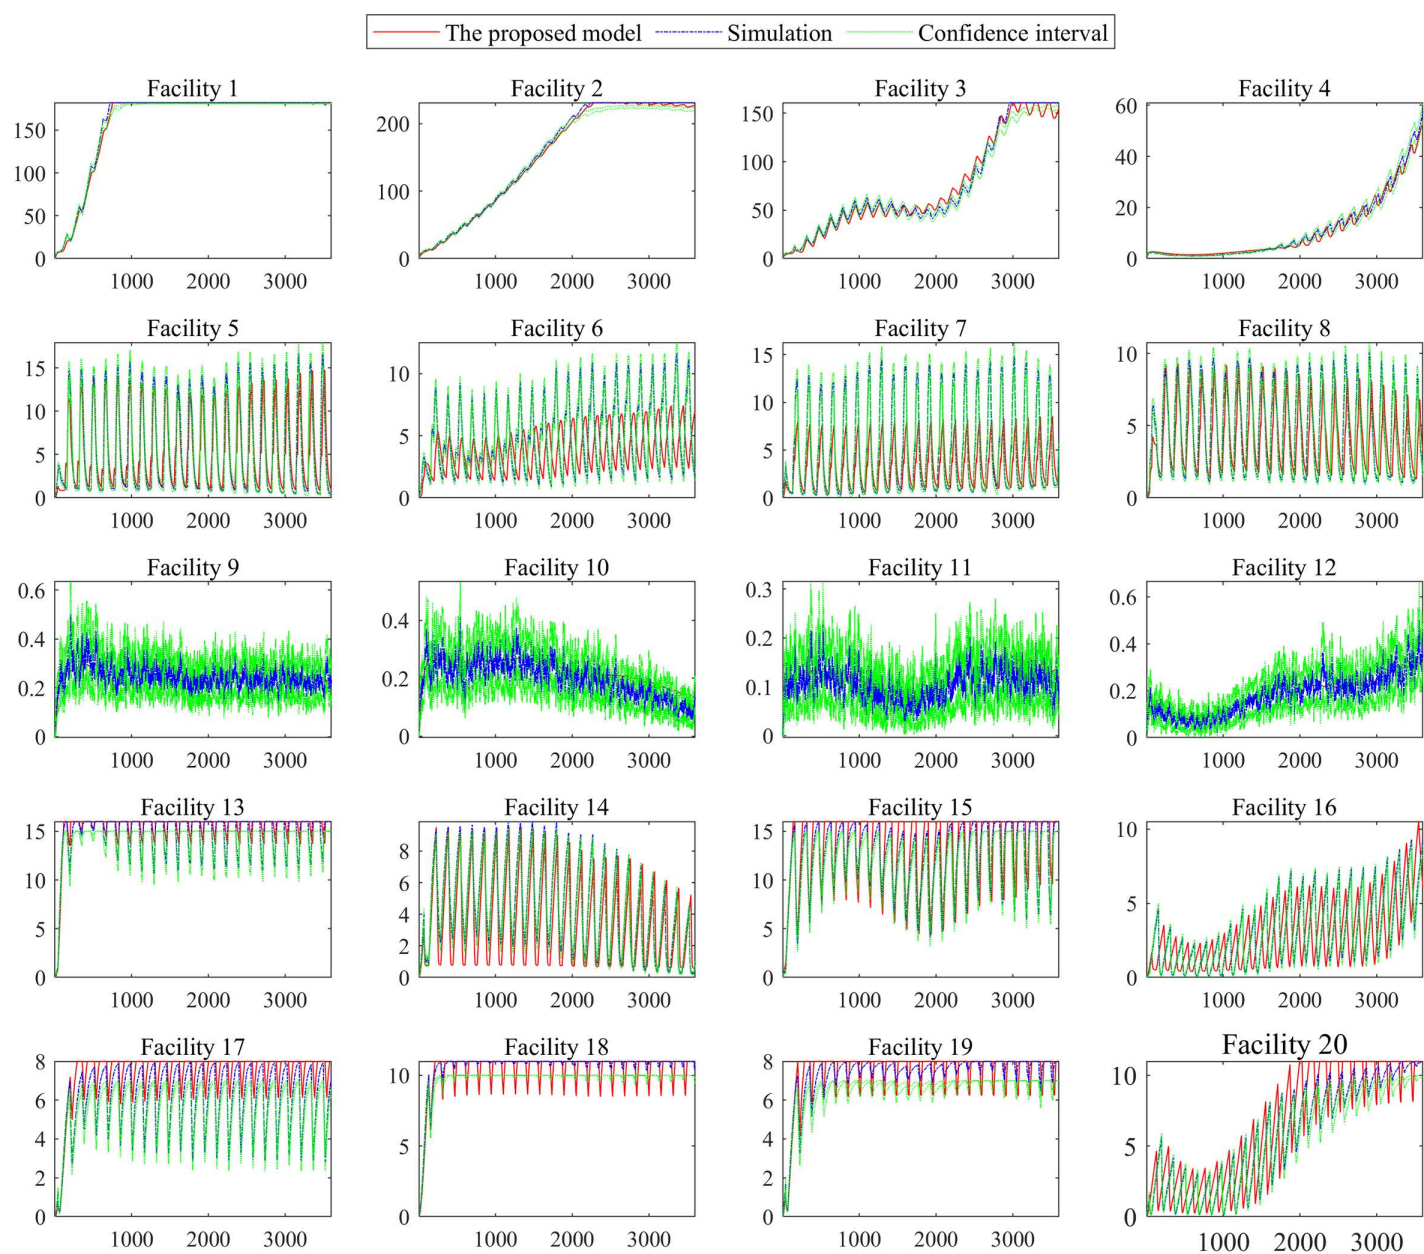 The proposed model Simulation Confidence interval
Facility 1 Facility 2 Facility 3 Facility 4
150 200 150 60
100 100 100 40
50 50 20
0 0 0 0
1000 2000 3000 1000 2000 3000 1000 2000 3000 1000 2000 3000
Facility 5 Facility 6 Facility 7 Facility 8
15 10 15 10
10 5 10 5
5 5
0 0 0 0
1000 2000 3000 1000 2000 3000 1000 2000 3000 1000 2000 3000
Facility 9 Facility 10 Facility 11 Facility 12
0.6 0.4 0.3 0.6
0.4 0.2 0.2 0.4
0.2 0.1 0.2
0 0 0 0
1000 2000 3000 1000 2000 3000 1000 2000 3000 1000 2000 3000
Facility 13 Facility 14 Facility 15 Facility 16
15 8 15 10
10 6 10 5
5 4 5
2
0 0 0 0
1000 2000 3000 1000 2000 3000 1000 2000 3000 1000 2000 3000
Facility 17 Facility 18 Facility 19 Facility 20
8 10 8 10
6 5 6 5
4 4
2 2
0 0 0 0
1000 2000 3000 1000 2000 3000 1000 2000 3000 1000 2000 3000